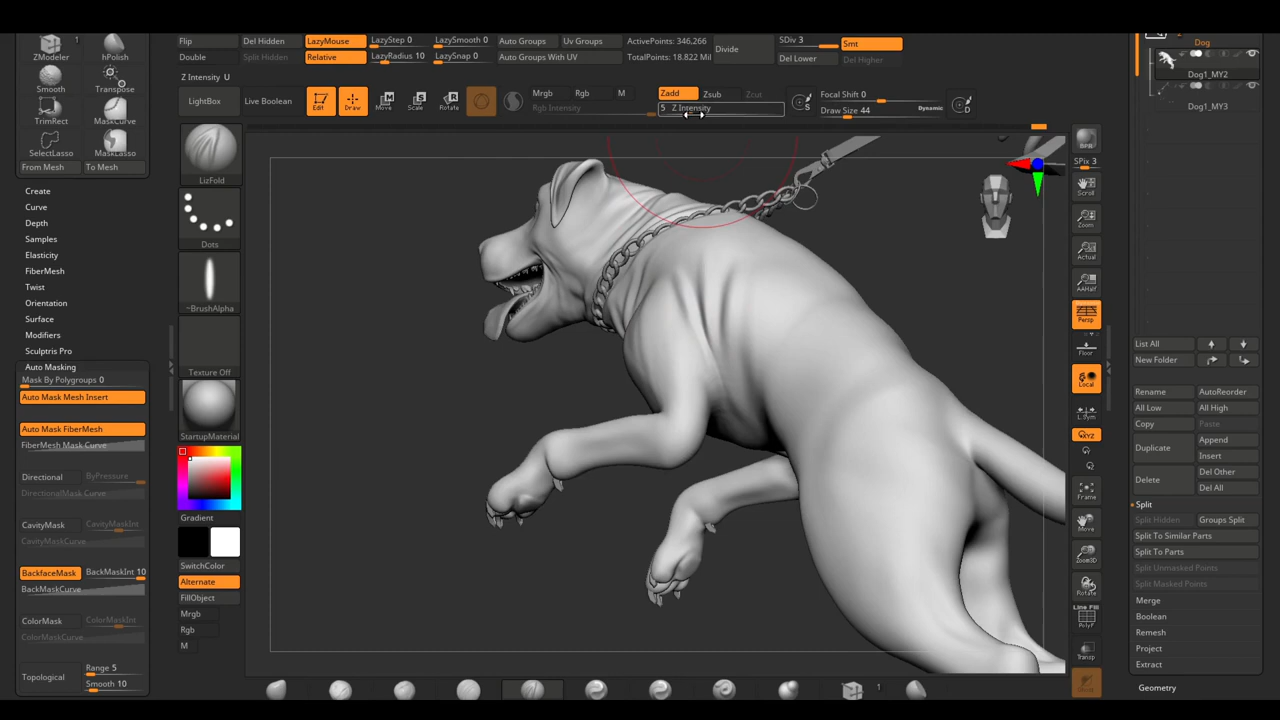 ZModeler
1
hPolish
Smooth
Transpose
TrimRect
MaskCurve
SelectLasso
MaskLasso
From Mesh
To Mesh
Create
Curve
Depth
Samples
Elasticity
FiberMesh
Twist
Orientation
Surface
Modifiers
Sculptris Pro
Auto Masking
Mask By Polygroups 0
Auto Mask Mesh Insert
Auto Mask FiberMesh
FiberMesh Mask Curve
Directional
ByPressure
DirectionalMask Curve
CavityMask
CavityMaskInt
CavityMaskCurve
BackfaceMask
BackMaskInt 10
BackMaskCurve
ColorMask
ColorMaskInt
ColorMaskCurve
Topological
Range 5
Smooth 10
Flip
Del Hidden
LazyMouse
LazyStep 0
LazySmooth 0
Auto Groups
Uv Groups
ActivePoints: 346,266
Divide
SDiv 3
Smt
Double
Split Hidden
Relative
LazyRadius 10
LazySnap 0
Auto Groups With UV
TotalPoints: 18.822 Mil
Del Lower
Del Higher
Z Intensity U
LightBox
Live Boolean
Edit
Draw
Move
Scale
Rotate
Mrgb
Rgb
M
Rgb Intensity
Zadd
Zsub
Zcut
5 Z Intensity
S
Focal Shift 0
Draw Size 44
Dynamic
D
LizFold
Dots
~BrushAlpha
Texture Off
StartupMaterial
Gradient
SwitchColor
Alternate
FillObject
Mrgb
Rgb
M
BPR
SPix 3
Scroll
Zoom
Actual
AAHalf
Persp
Floor
Local
L.Sym
XYZ
Frame
Move
Zoom3D
Rotate
Line Fill
PolyF
Transp
1
Dog
Dog1_MY2
Dog1_MY3
List All
New Folder
Rename
AutoReorder
All Low
All High
Copy
Paste
Duplicate
Append
Insert
Delete
Del Other
Del All
Split
Split Hidden
Groups Split
Split To Similar Parts
Split To Parts
Split Unmasked Points
Split Masked Points
Merge
Boolean
Remesh
Project
Extract
Geometry